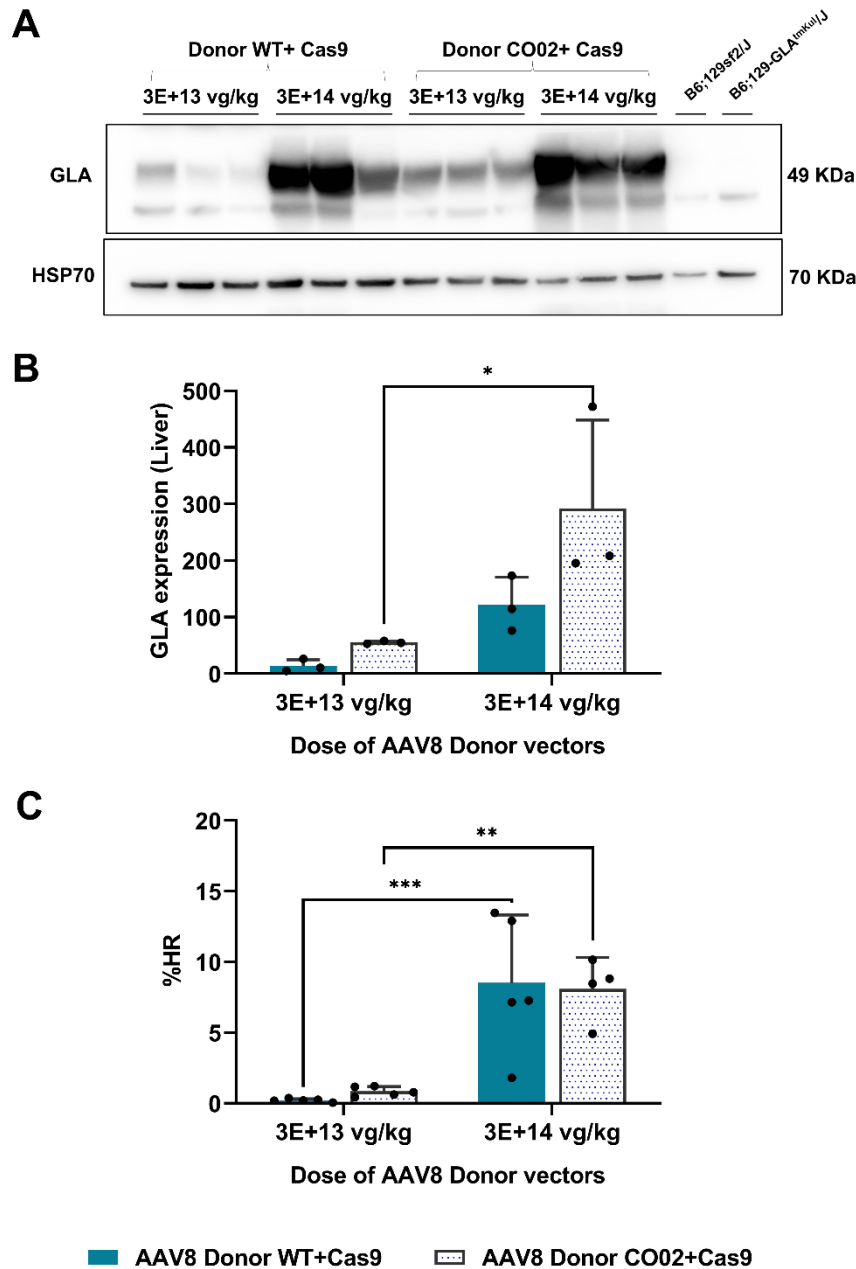 A
Donor WT+ Cas9
Donor CO02+ Cas9
3E+13 vg/kg
3E+14 vg/kg
3E+13 vg/kg
3E+14 vg/kg
B6;129sf2/J
B6;129-GLAtmKul/J
GLA
49 KDa
HSP70
70 KDa
B
*
500
400
300
200
100
0
GLA expression (Liver)
3E+13 vg/kg
3E+14 vg/kg
Dose of AAV8 Donor vectors
C
20
15
10
5
0
%HR
**
***
3E+13 vg/kg
3E+14 vg/kg
Dose of AAV8 Donor vectors
AAV8 Donor WT+Cas9
AAV8 Donor CO02+Cas9